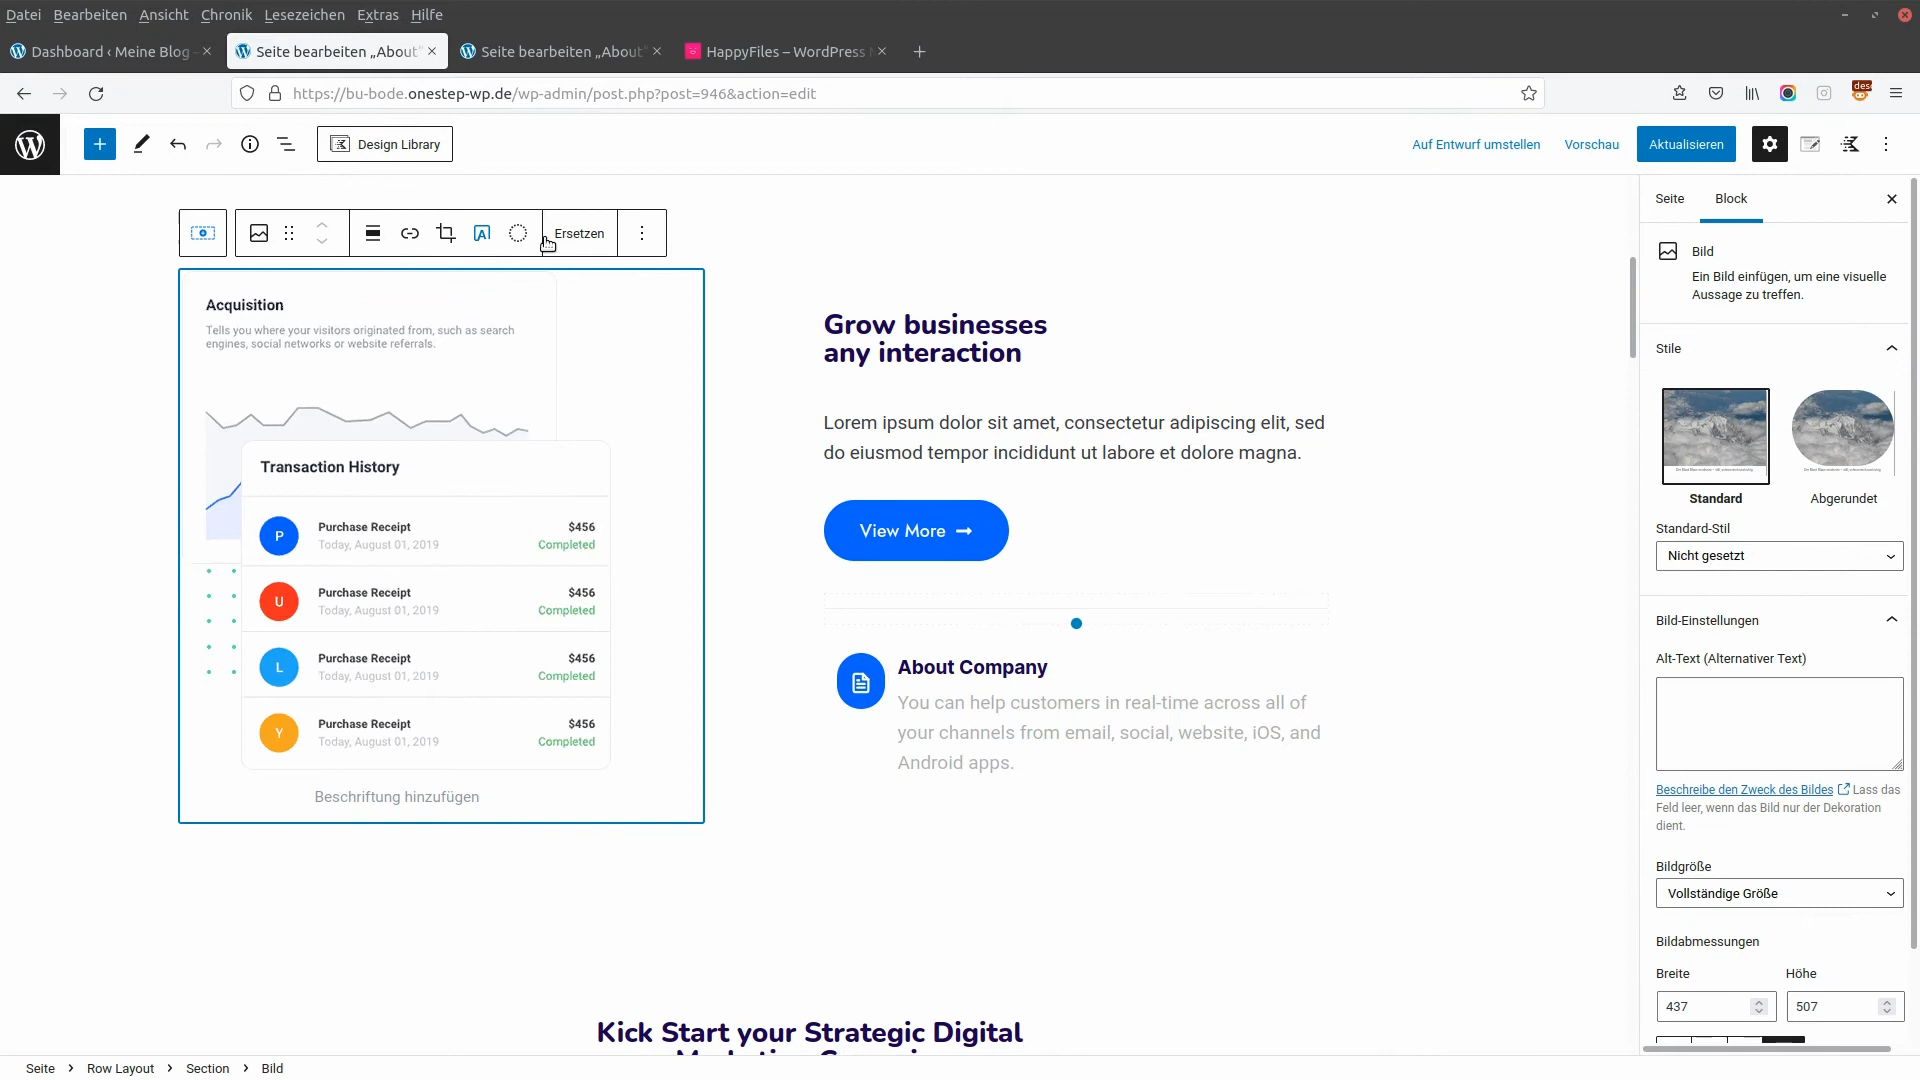 Datei Bearbeiten Ansicht Chronik Lesezeichen Extras Hilfe
Dashboard ‹ Meine Blog
Seite bearbeiten „About“
Seite bearbeiten „About“
HappyFiles – WordPress
https://bu-bode.onestep-wp.de/wp-admin/post.php?post=946&action=edit
Design Library
Auf Entwurf umstellen
Vorschau
Aktualisieren
Ersetzen
Acquisition
Tells you where your visitors originated from, such as search
engines, social networks or website referrals.
Transaction History
P
Purchase Receipt
$456
Today, August 01, 2019
Completed
U
Purchase Receipt
$456
Today, August 01, 2019
Completed
L
Purchase Receipt
$456
Today, August 01, 2019
Completed
Y
Purchase Receipt
$456
Today, August 01, 2019
Completed
Beschriftung hinzufügen
Grow businesses
any interaction
Lorem ipsum dolor sit amet, consectetur adipiscing elit, sed
do eiusmod tempor incididunt ut labore et dolore magna.
View More
About Company
You can help customers in real-time across all of
your channels from email, social, website, iOS, and
Android apps.
Kick Start your Strategic Digital
Seite
Block
Bild
Ein Bild einfügen, um eine visuelle
Aussage zu treffen.
Stile
Standard
Abgerundet
Standard-Stil
Nicht gesetzt
Bild-Einstellungen
Alt-Text (Alternativer Text)
Beschreibe den Zweck des Bildes Lass das
Feld leer, wenn das Bild nur der Dekoration
dient.
Bildgröße
Vollständige Größe
Bildabmessungen
Breite
Höhe
437
507
Seite
Row Layout
Section
Bild